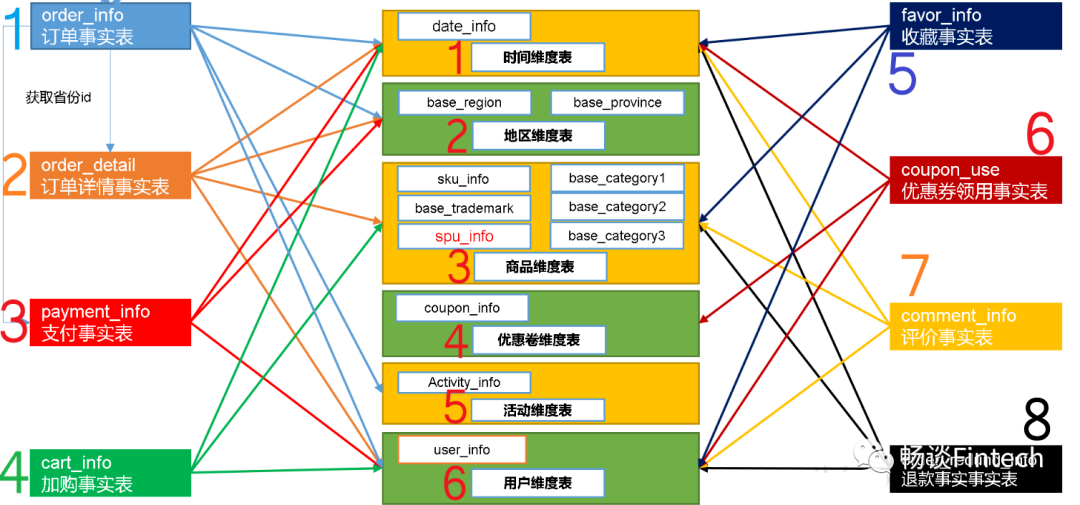 1
order_info
订单事实表
获取省份id
2
order_detail
订单详情事实表
3
payment_info
支付事实表
4
cart_info
加购事实表
date_info
1
时间维度表
base_region
base_province
2
地区维度表
sku_info
base_category1
base_trademark
base_category2
spu_info
base_category3
3
商品维度表
coupon_info
4
优惠卷维度表
Activity_info
5
活动维度表
user_info
6
用户维度表
favor_info
收藏事实表
5
6
coupon_use
优惠券领用事实表
7
comment_info
评价事实表
8
畅谈Fintech
退款事实事实表